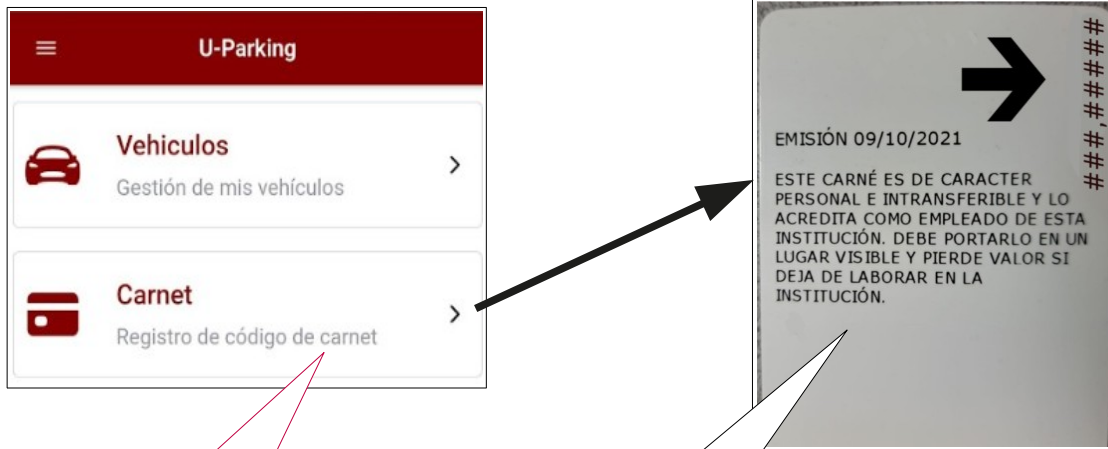 U-Parking
Vehiculos
Gestión de mis vehículos
Carnet
Registro de código de carnet
######,###
EMISIÓN 09/10/2021
ESTE CARNÉ ES DE CARACTER
PERSONAL E INTRANSFERIBLE Y LO
ACREDITA COMO EMPLEADO DE ESTA
INSTITUCIÓN. DEBE PORTARLO EN UN
LUGAR VISIBLE Y PIERDE VALOR SI
DEJA DE LABORAR EN LA
INSTITUCIÓN.